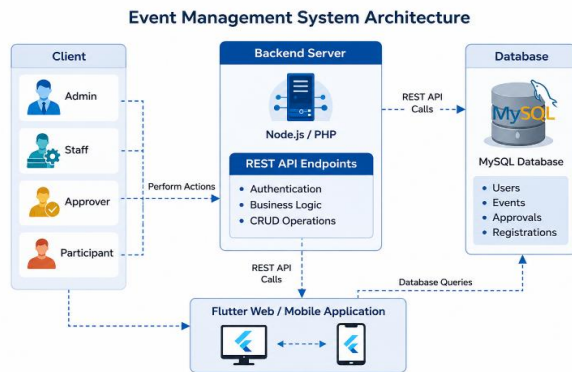 Event Management System Architecture
Client
Admin
Staff
Approver
Participant
Perform Actions
Backend Server
Node.js / PHP
REST API Endpoints
• Authentication
• Business Logic
• CRUD Operations
REST API
Calls
Database
MySQL
MySQL Database
• Users
• Events
• Approvals
• Registrations
REST API
Calls
Database Queries
Flutter Web / Mobile Application